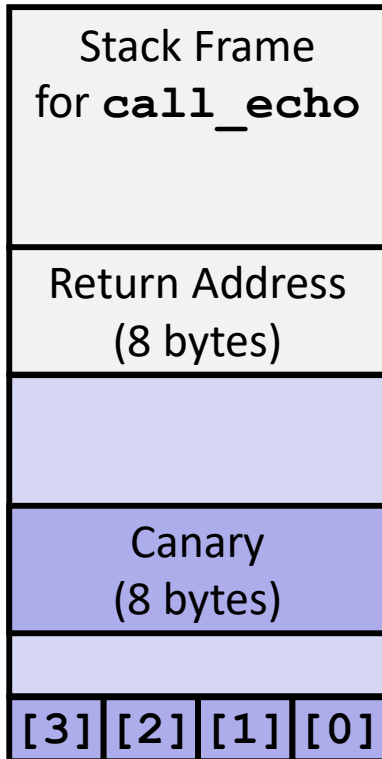 Stack Frame
for call_echo
Return Address
(8 bytes)
Canary
(8 bytes)
[3] [2] [1] [0]